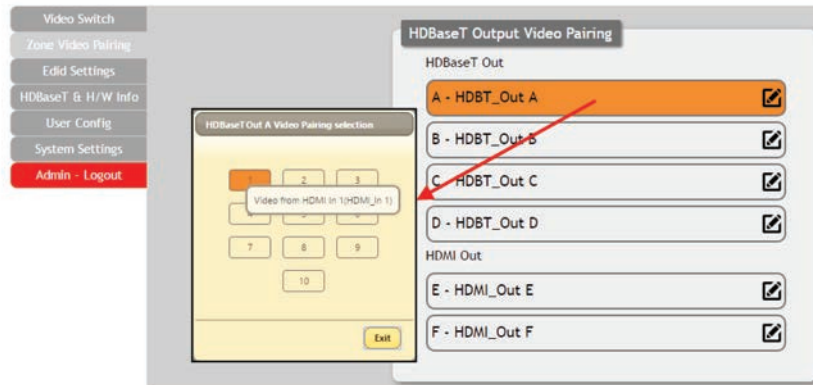 Video Switch
Zone Video Pairing
Edid Settings
HDBaseT & H/W Info
User Config
System Settings
Admin - Logout
HDBaseT Output Video Pairing
HDBaseT Out
A - HDBT_Out A
B - HDBT_Out B
C - HDBT_Out C
D - HDBT_Out D
HDMI Out
E - HDMI_Out E
F - HDMI_Out F
HDBaseT Out A Video Pairing selection
1 2 3
Video from HDMI In 1(HDMI_In 1)
7 8 9
10
Exit